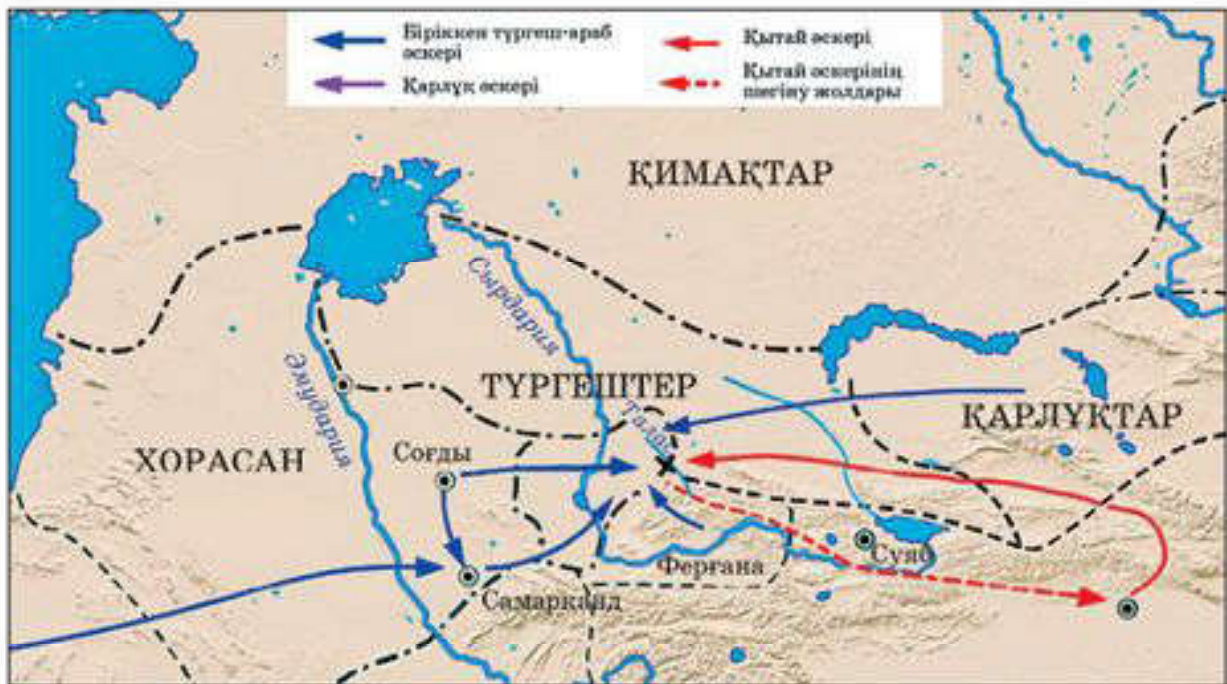 Біріккен түргеш-араб
әскері
Қарлұқ әскері
Қытай әскері
Қытай әскерінің
шегіну жолдары
ҚИМАҚТАР
Сырдария
Әмудария
ТҮРГЕШТЕР
Талас
ҚАРЛҰҚТАР
ХОРАСАН
Соғды
Суяб
Ферғана
Самарканд